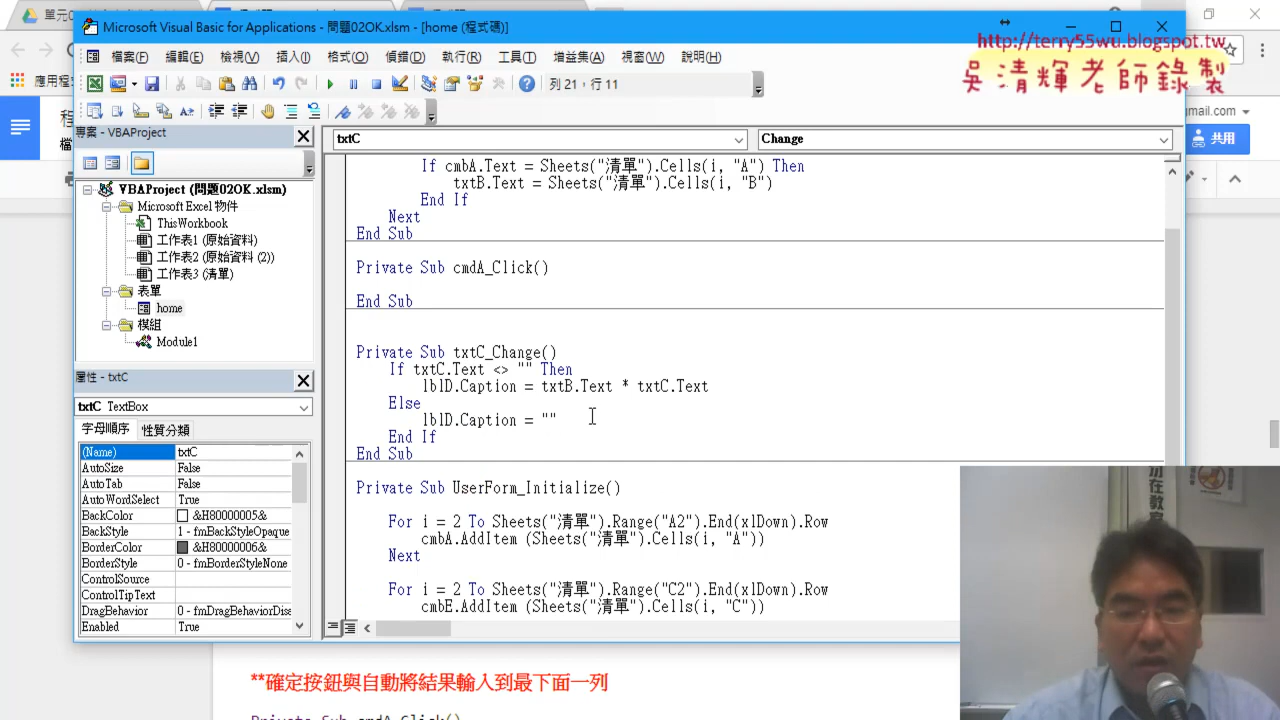 Microsoft Visual Basic for Applications - 問題02OK.xlsm - [home (程式碼)]
http://terry55wu.blogspot.tw
吳清輝老師錄製
檔案(F) 編輯(E) 檢視(V) 插入(I) 格式(O) 偵錯(D) 執行(R) 工具(T) 增益集(A) 視窗(W) 說明(H)
列 21，行 11
共用
專案 - VBAProject
VBAProject (問題02OK.xlsm)
Microsoft Excel 物件
ThisWorkbook
工作表1 (原始資料)
工作表2 (原始資料 (2))
工作表3 (清單)
表單
home
模組
Module1
屬性 - txtC
txtC TextBox
字母順序 性質分類
(Name) txtC
AutoSize False
AutoTab False
AutoWordSelect True
BackColor &H80000005&
BackStyle 1 - fmBackStyleOpaque
BorderColor &H80000006&
BorderStyle 0 - fmBorderStyleNone
ControlSource
ControlTipText
DragBehavior 0 - fmDragBehaviorDisa
Enabled True
txtC Change
If cmbA.Text = Sheets("清單").Cells(i, "A") Then
txtB.Text = Sheets("清單").Cells(i, "B")
End If
Next
End Sub
Private Sub cmdA_Click()
End Sub
Private Sub txtC_Change()
If txtC.Text <> "" Then
lblD.Caption = txtB.Text * txtC.Text
Else
lblD.Caption = ""
End If
End Sub
Private Sub UserForm_Initialize()
For i = 2 To Sheets("清單").Range("A2").End(xlDown).Row
cmbA.AddItem (Sheets("清單").Cells(i, "A"))
Next
For i = 2 To Sheets("清單").Range("C2").End(xlDown).Row
cmbE.AddItem (Sheets("清單").Cells(i, "C"))
**確定按鈕與自動將結果輸入到最下面一列
Private Sub cmdA_Click()